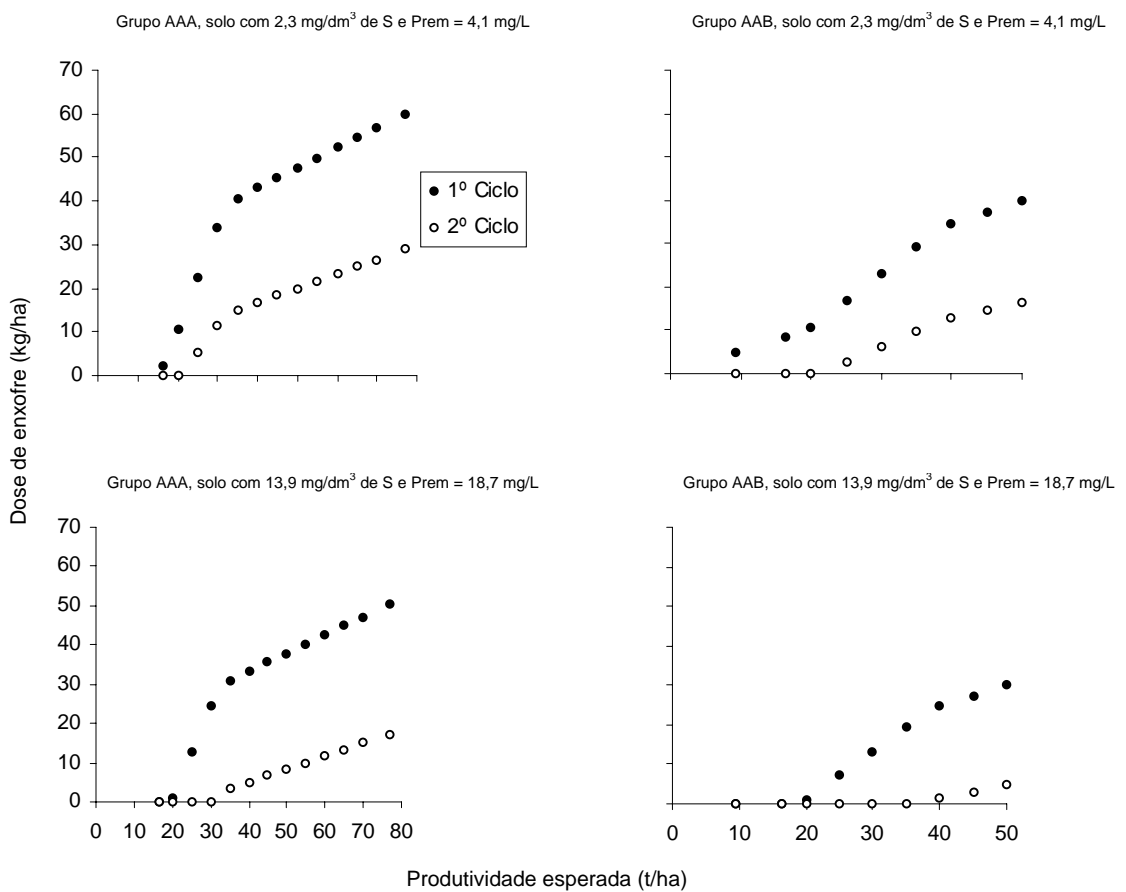 Grupo AAA, solo com 2,3 mg/dm³ de S e Prem = 4,1 mg/L
Grupo AAB, solo com 2,3 mg/dm³ de S e Prem = 4,1 mg/L
70
60
50
40
30
20
10
0
1º Ciclo
2º Ciclo
Dose de enxofre (kg/ha)
Grupo AAA, solo com 13,9 mg/dm³ de S e Prem = 18,7 mg/L
Grupo AAB, solo com 13,9 mg/dm³ de S e Prem = 18,7 mg/L
70
60
50
40
30
20
10
0
0 10 20 30 40 50 60 70 80
0 10 20 30 40 50
Produtividade esperada (t/ha)